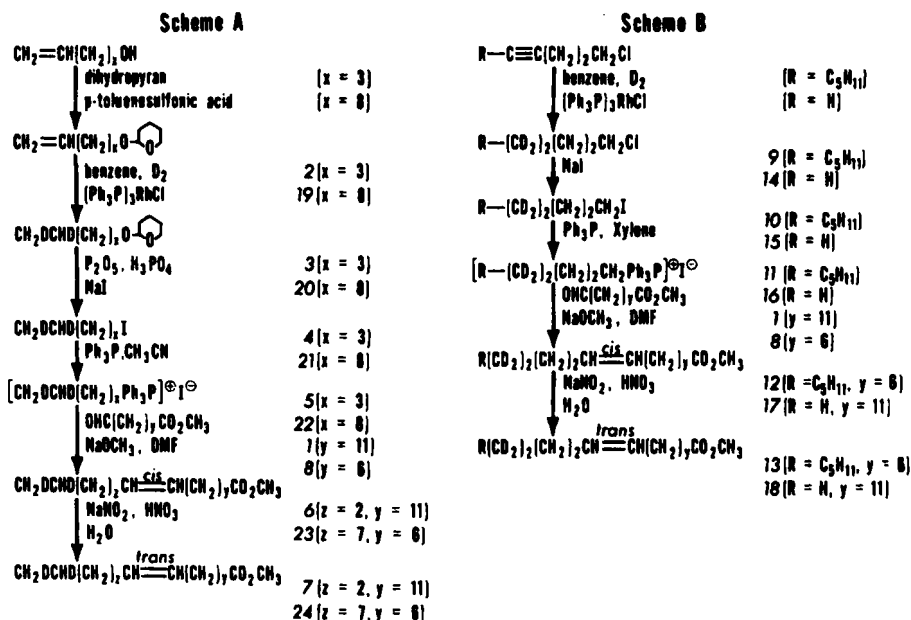 Scheme A
CH2=CH(CH2)xOH
dihydropyran (x = 3)
p-toluenesulfonic acid (x = 8)
CH2=CH(CH2)xO-O
benzene, D2 2(x = 3)
(Ph3P)3RhCl 19(x = 8)
CH2DCHD(CH2)xO-O
P2O5, H3PO4 3(x = 3)
NaI 20(x = 8)
CH2DCHD(CH2)xI 4(x = 3)
Ph3P,CH3CN 21(x = 8)
[CH2DCHD(CH2)xPh3P]⊕I⊖ 5(x = 3)
OHC(CH2)yCO2CH3 22(x = 8)
NaOCH3, DMF 1(y = 11)
8(y = 6)
cis
CH2DCHD(CH2)zCH=CH(CH2)yCO2CH3
NaNO2, HNO3 6(z = 2, y = 11)
H2O 23(z = 7, y = 6)
trans
CH2DCHD(CH2)zCH=CH(CH2)yCO2CH3
7(z = 2, y = 11)
24(z = 7, y = 6)
Scheme B
R-C≡C(CH2)2CH2Cl
benzene, D2 (R = C5H11)
(Ph3P)3RhCl (R = H)
R-(CD2)2(CH2)2CH2Cl 9(R = C5H11)
NaI 14(R = H)
R-(CD2)2(CH2)2CH2I 10(R = C5H11)
Ph3P, Xylene 15(R = H)
[R-(CD2)2(CH2)2CH2Ph3P]⊕I⊖ 11(R = C5H11)
OHC(CH2)yCO2CH3 16(R = H)
NaOCH3, DMF 1(y = 11)
8(y = 6)
cis
R(CD2)2(CH2)2CH=CH(CH2)yCO2CH3
NaNO2, HNO3 12(R =C5H11, y = 6)
H2O 17(R = H, y = 11)
trans
R(CD2)2(CH2)2CH=CH(CH2)yCO2CH3
13(R = C5H11, y = 6)
18(R = H, y = 11)